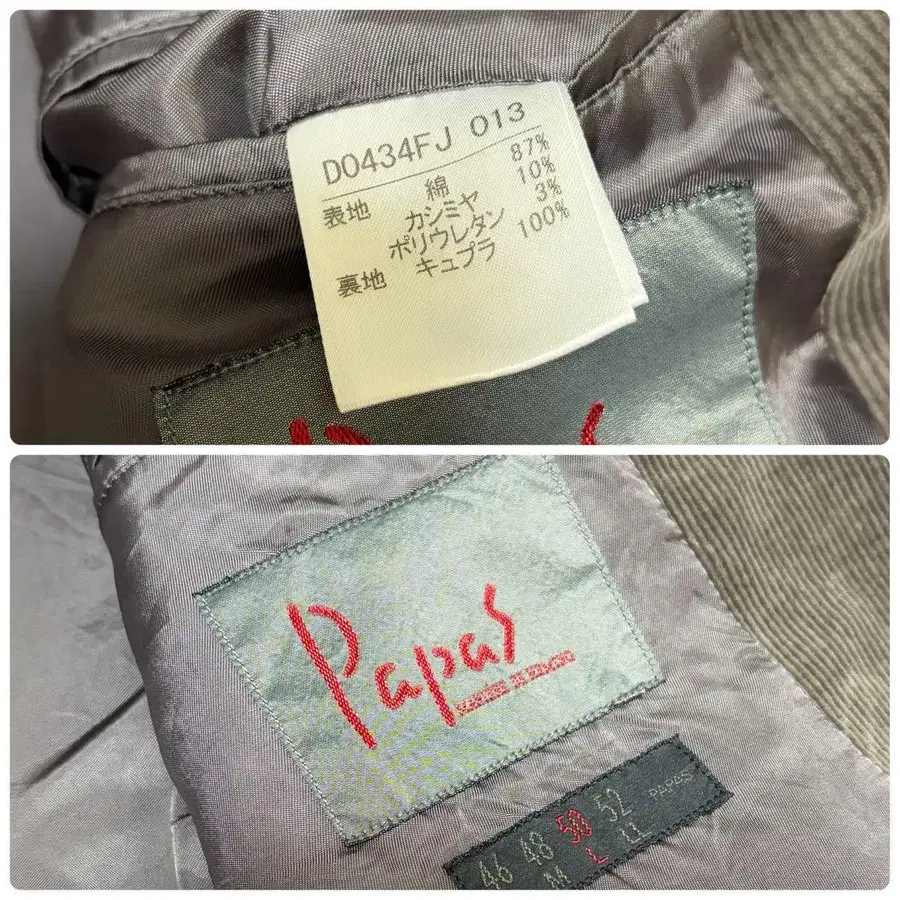 D0434FJ 013
表地 綿 87%
カシミヤ 10%
ポリウレタン 3%
裏地 キュプラ 100%
Papas
46 48 50 52 PAPAS
M L LL